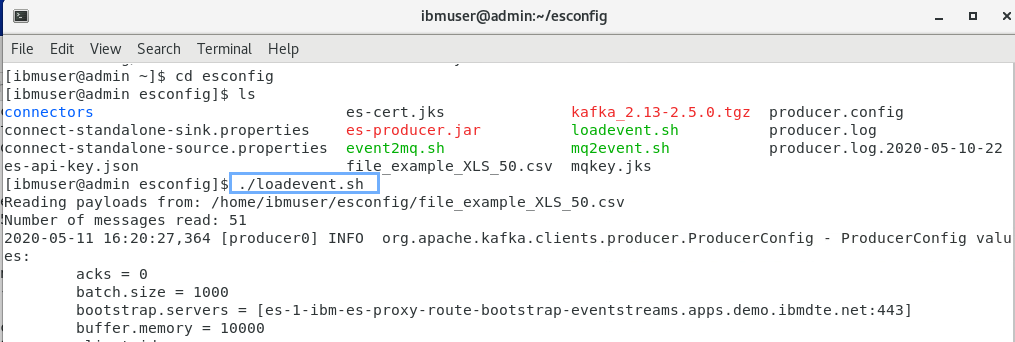 ibmuser@admin:~/esconfig
File Edit View Search Terminal Help
[ibmuser@admin ~]$ cd esconfig
[ibmuser@admin esconfig]$ ls
connectors es-cert.jks kafka_2.13-2.5.0.tgz producer.config
connect-standalone-sink.properties es-producer.jar loadevent.sh producer.log
connect-standalone-source.properties event2mq.sh mq2event.sh producer.log.2020-05-10-22
es-api-key.json file_example_XLS_50.csv mqkey.jks
[ibmuser@admin esconfig]$ ./loadevent.sh
Reading payloads from: /home/ibmuser/esconfig/file_example_XLS_50.csv
Number of messages read: 51
2020-05-11 16:20:27,364 [producer0] INFO org.apache.kafka.clients.producer.ProducerConfig - ProducerConfig valu
es:
acks = 0
batch.size = 1000
bootstrap.servers = [es-1-ibm-es-proxy-route-bootstrap-eventstreams.apps.demo.ibmdte.net:443]
buffer.memory = 10000